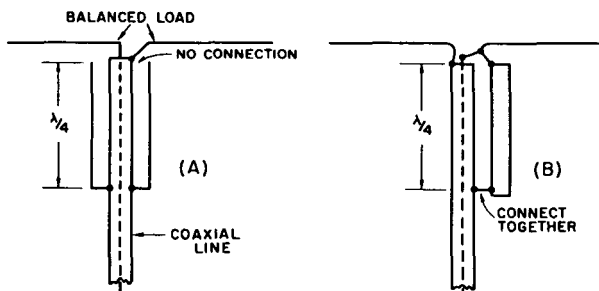 BALANCED LOAD
NO CONNECTION
λ/4
(A)
COAXIAL
LINE
λ/4
(B)
CONNECT
TOGETHER